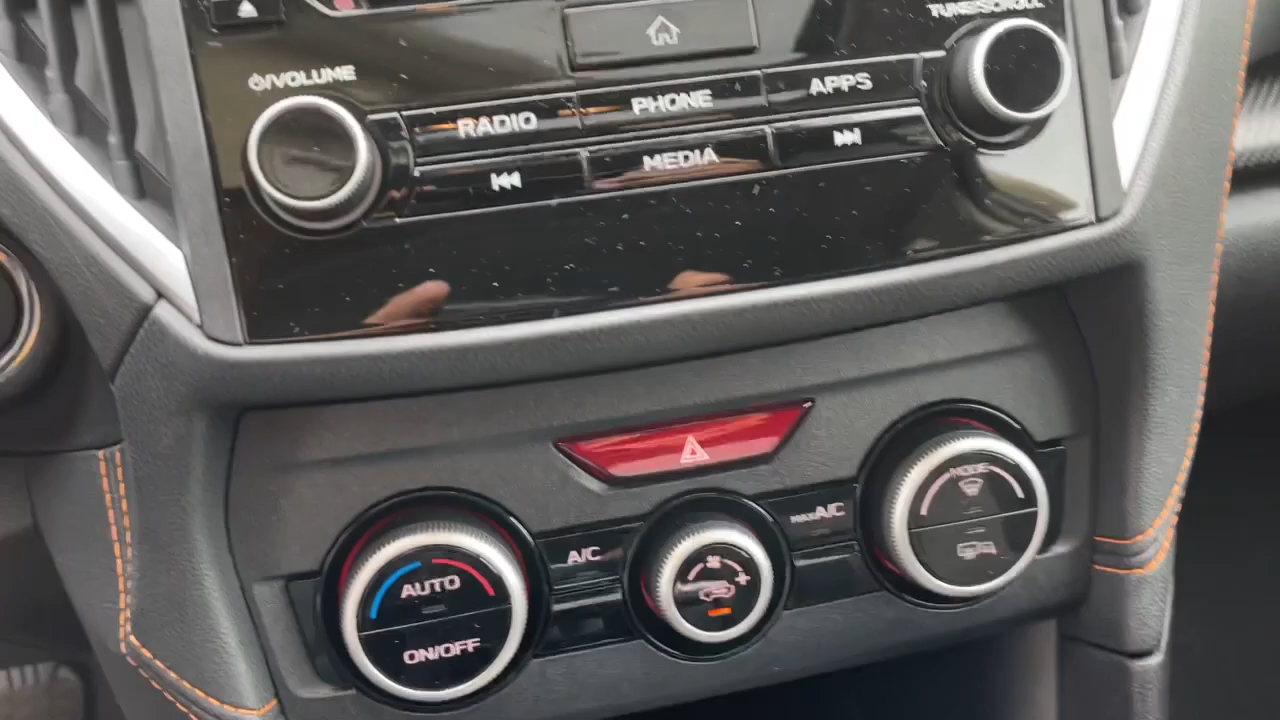 TUNE/SCROLL
/VOLUME
RADIO
PHONE
APPS
MEDIA
MODE
MAX A/C
A/C
AUTO
ON/OFF